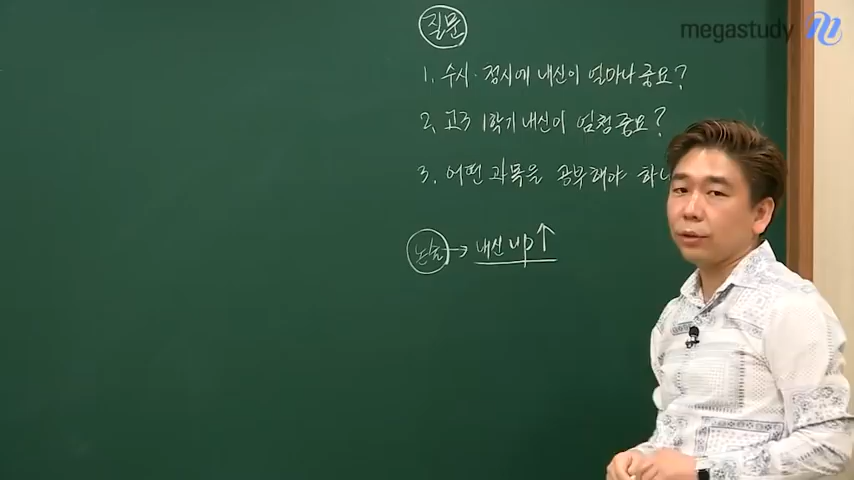 megastudy
질문
1. 수시·정시에 내신이 얼마나 중요?
2. 고3 1학기 내신이 엄청 중요?
3. 어떤 과목을 공부해야 하나
논술 → 내신 up ↑